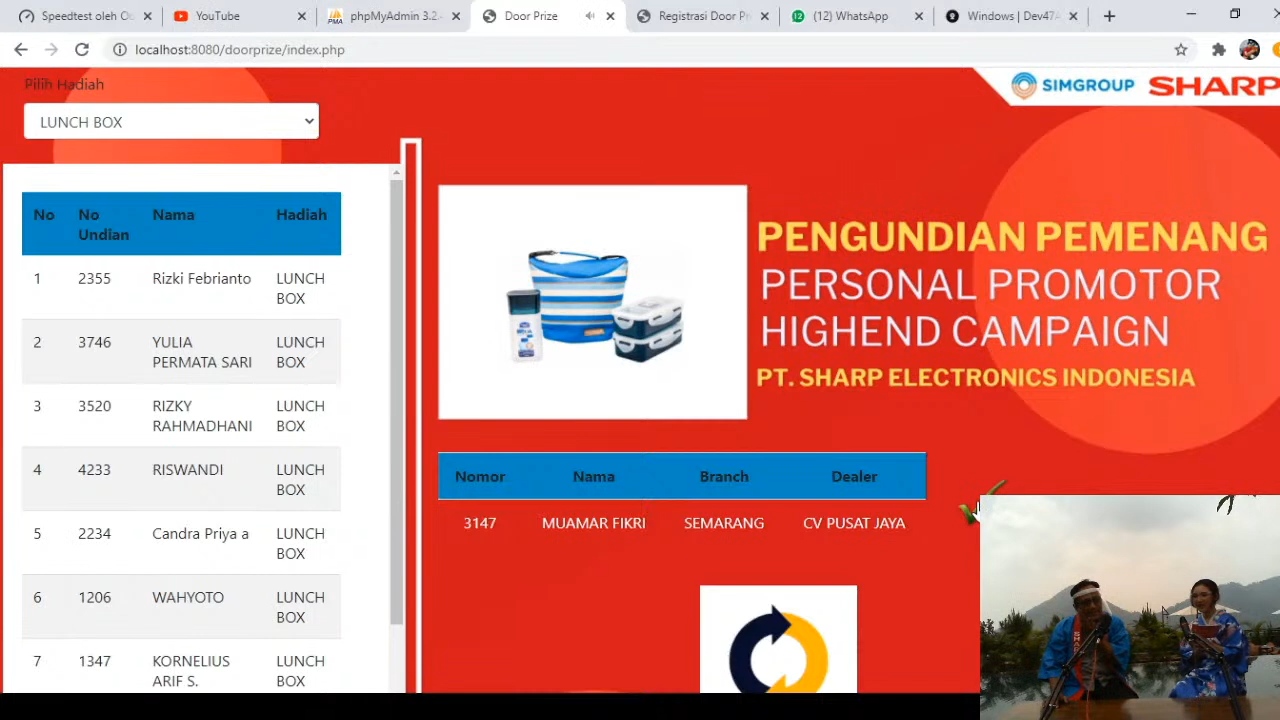 Speedtest oleh Oo
YouTube
phpMyAdmin 3.2.
Door Prize
Registrasi Door Pr
(12) WhatsApp
Windows | Dev47A
localhost:8080/doorprize/index.php
Pilih Hadiah
LUNCH BOX
SIMGROUP SHARP
No No Undian Nama Hadiah
1 2355 Rizki Febrianto LUNCH BOX
2 3746 YULIA PERMATA SARI LUNCH BOX
3 3520 RIZKY RAHMADHANI LUNCH BOX
4 4233 RISWANDI LUNCH BOX
5 2234 Candra Priya a LUNCH BOX
6 1206 WAHYOTO LUNCH BOX
7 1347 KORNELIUS ARIF S. LUNCH BOX
PENGUNDIAN PEMENANG
PERSONAL PROMOTOR
HIGHEND CAMPAIGN
PT. SHARP ELECTRONICS INDONESIA
Nomor Nama Branch Dealer
3147 MUAMAR FIKRI SEMARANG CV PUSAT JAYA